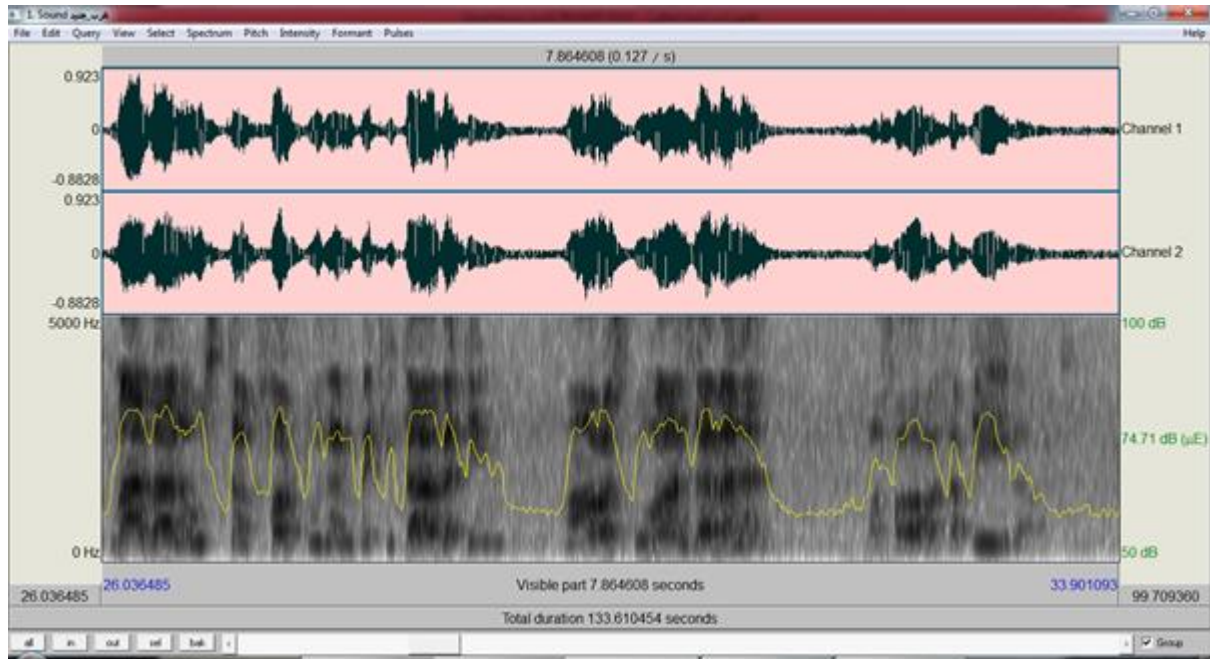 1. Sound
File Edit Query View Select Spectrum Pitch Intensity Formant Pulses Help
7.864608 (0.127 / s)
0.923
0
-0.8828
Channel 1
0.923
0
-0.8828
Channel 2
5000 Hz
0 Hz
100 dB
74.71 dB (µE)
50 dB
26.036485
26.036485 Visible part 7.864608 seconds 33.901093
99.709360
Total duration 133.610454 seconds
all in out sel bak Group